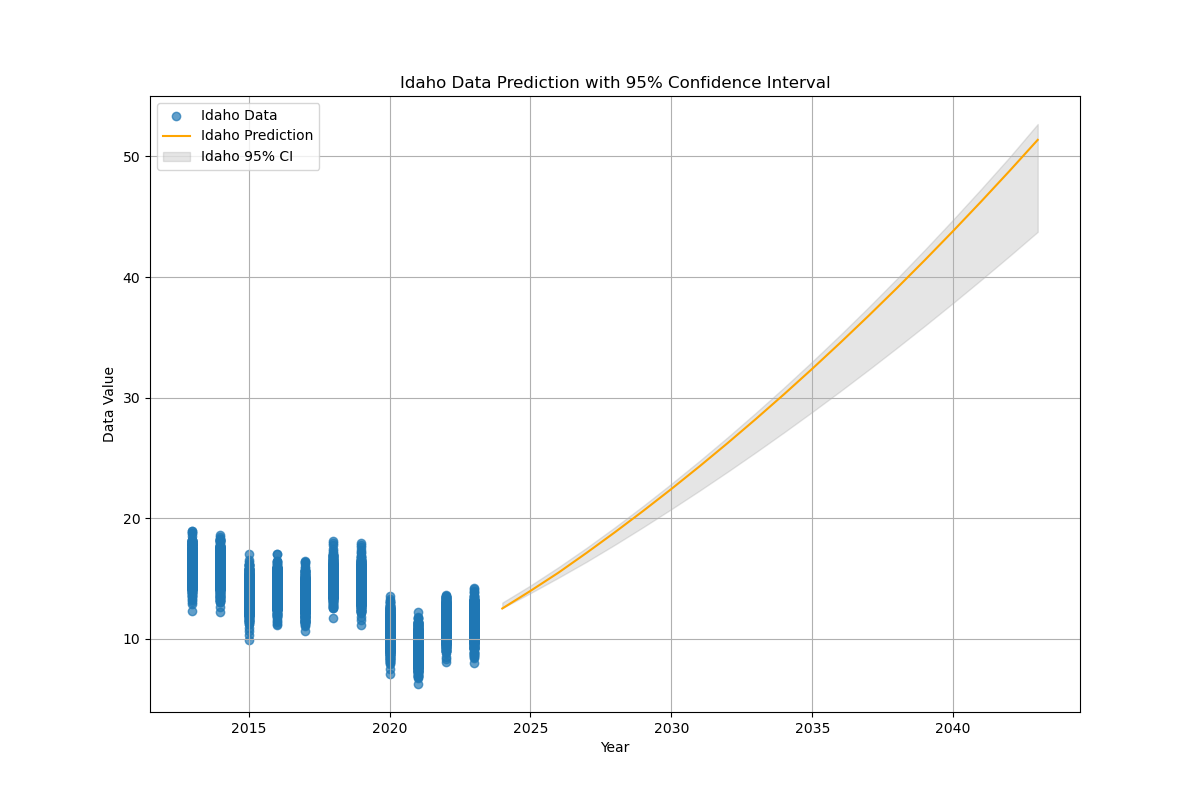 Idaho Data Prediction with 95% Confidence Interval
Idaho Data
Idaho Prediction
Idaho 95% CI
50
40
30
20
10
Data Value
2015 2020 2025 2030 2035 2040
Year